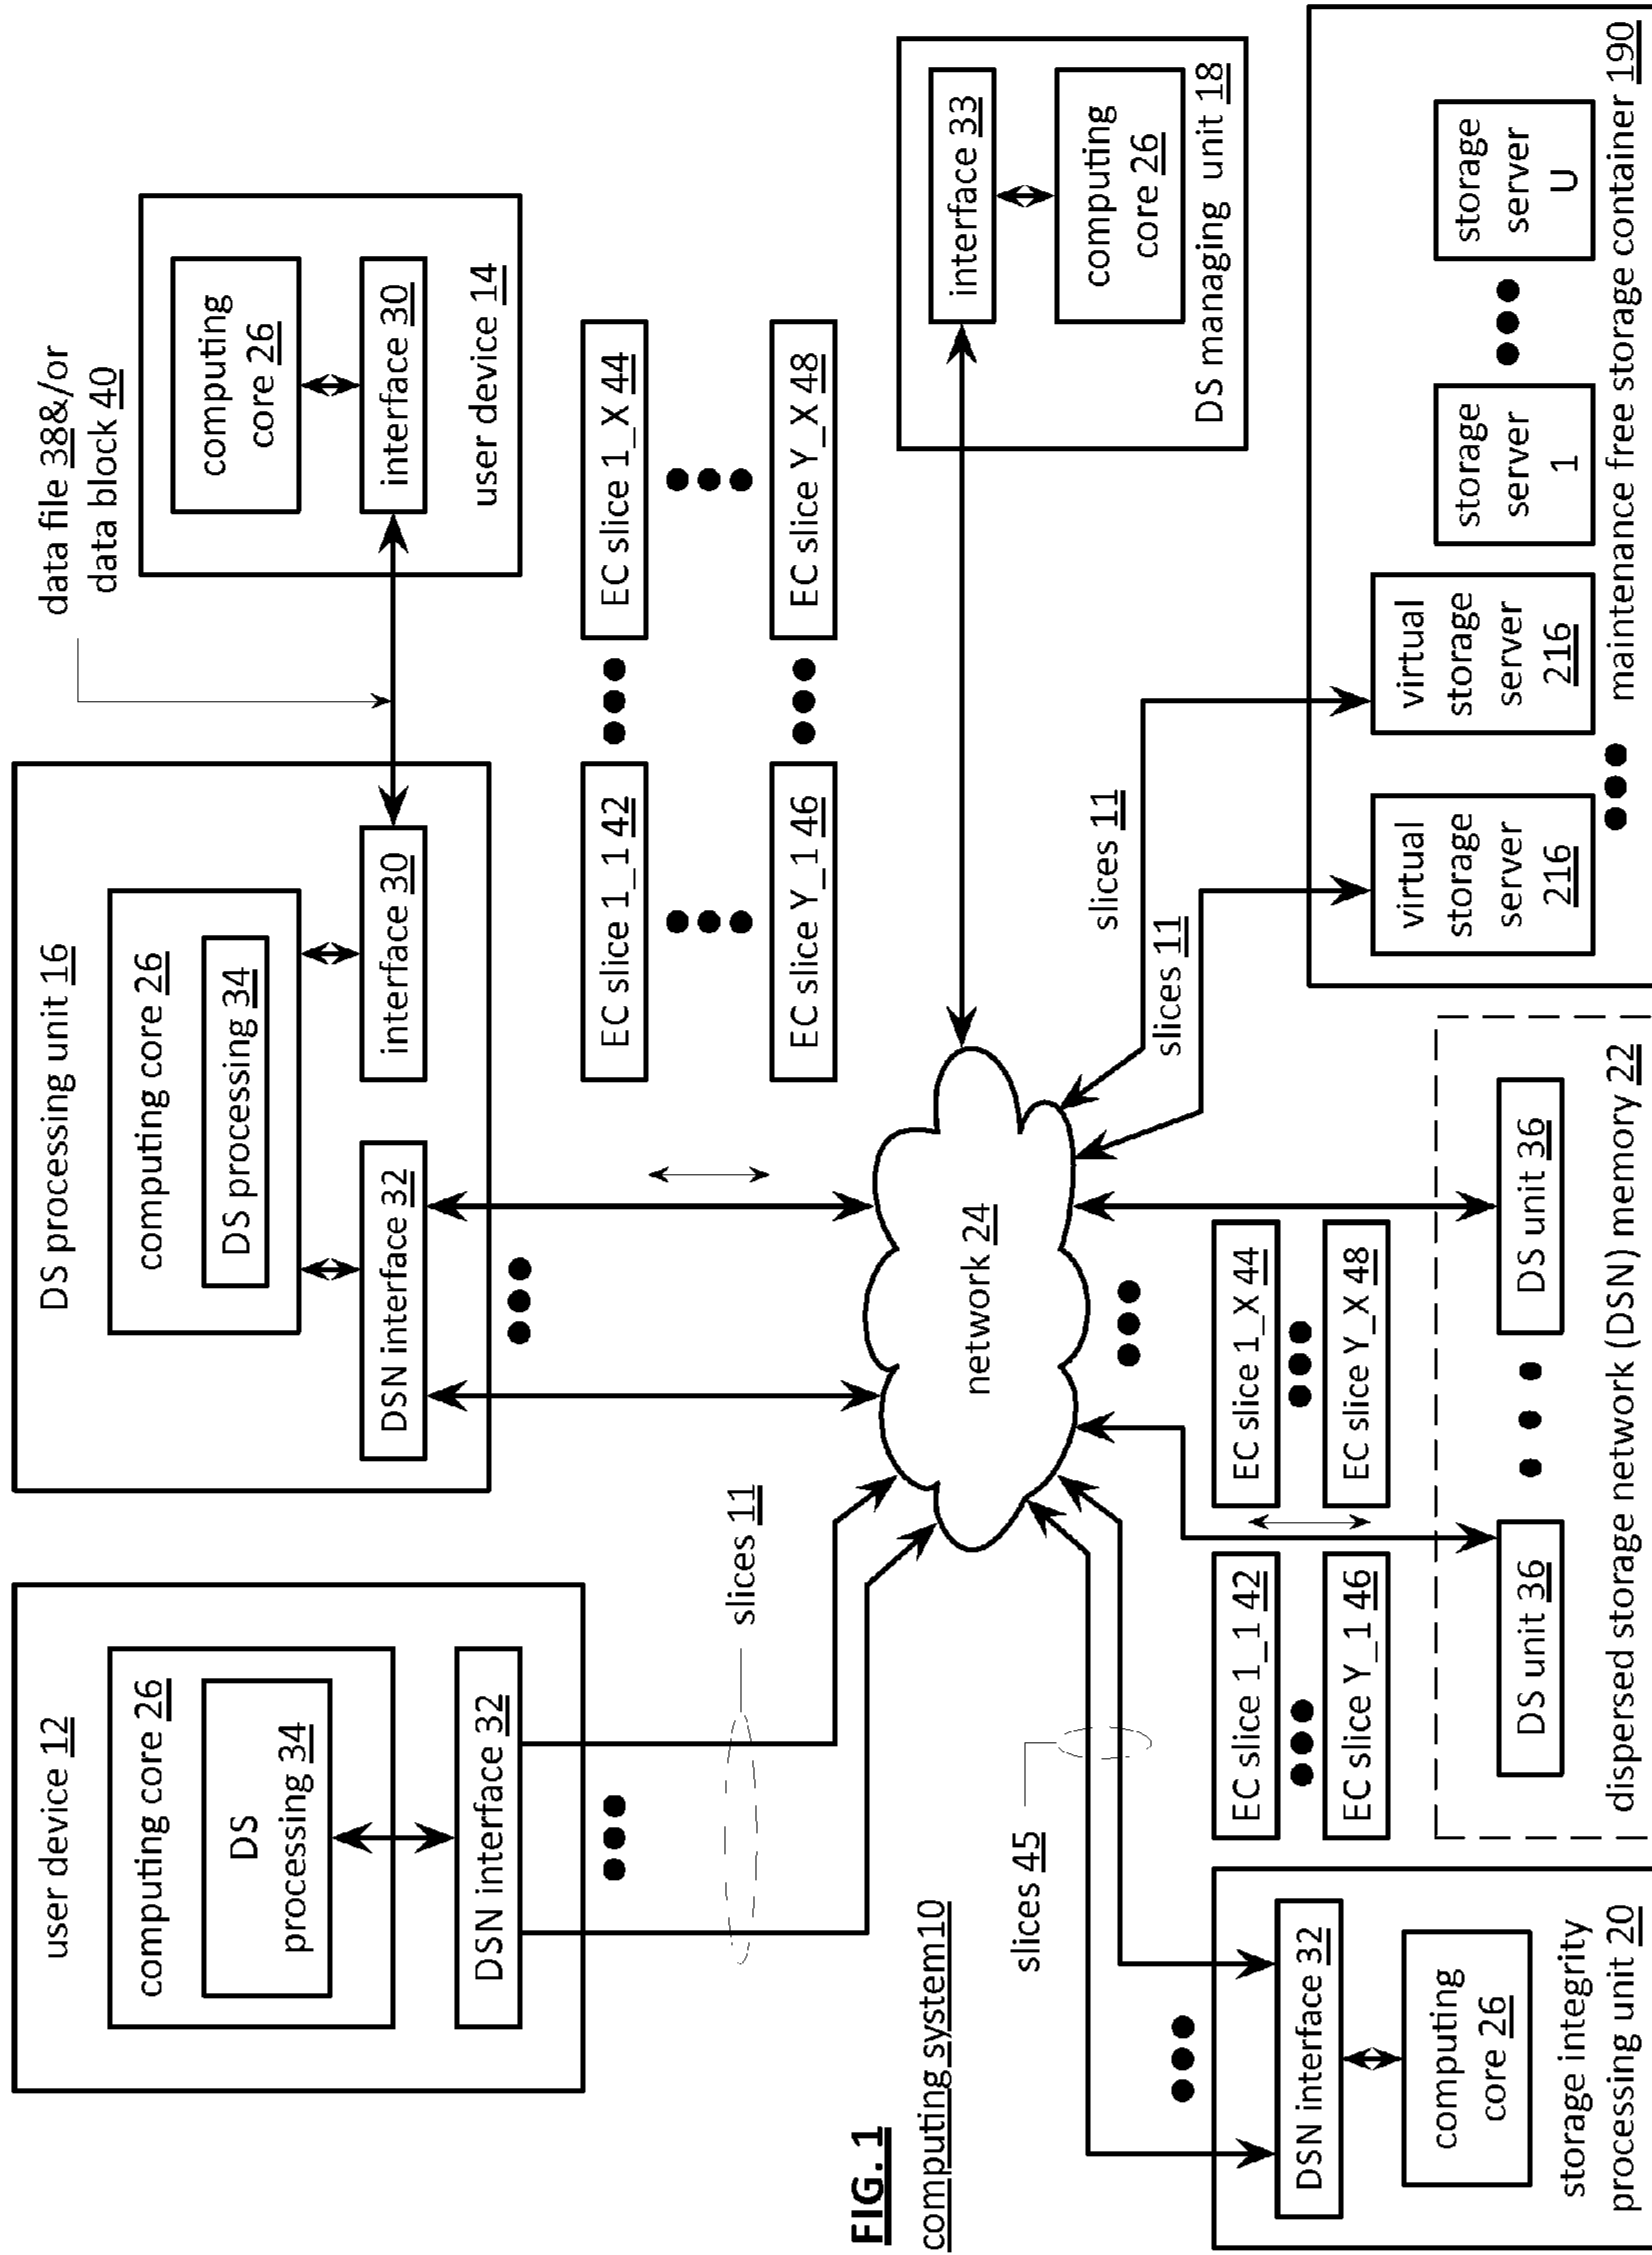 user device 12
computing core 26
DS
processing 34
DSN interface 32
slices 11
DS processing unit 16
computing core 26
DS processing 34
DSN interface 32
interface 30
data file 38&/or
data block 40
computing
core 26
interface 30
user device 14
EC slice 1_1 42
EC slice 1_X 44
EC slice Y_1 46
EC slice Y_X 48
FIG. 1
computing system10
network 24
interface 33
computing
core 26
DS managing unit 18
slices 45
slices 11
slices 11
DSN interface 32
computing
core 26
storage integrity
processing unit 20
EC slice 1_1 42
EC slice 1_X 44
EC slice Y_1 46
EC slice Y_X 48
DS unit 36
DS unit 36
dispersed storage network (DSN) memory 22
virtual
storage
server
216
virtual
storage
server
216
storage
server
1
storage
server
U
maintenance free storage container 190